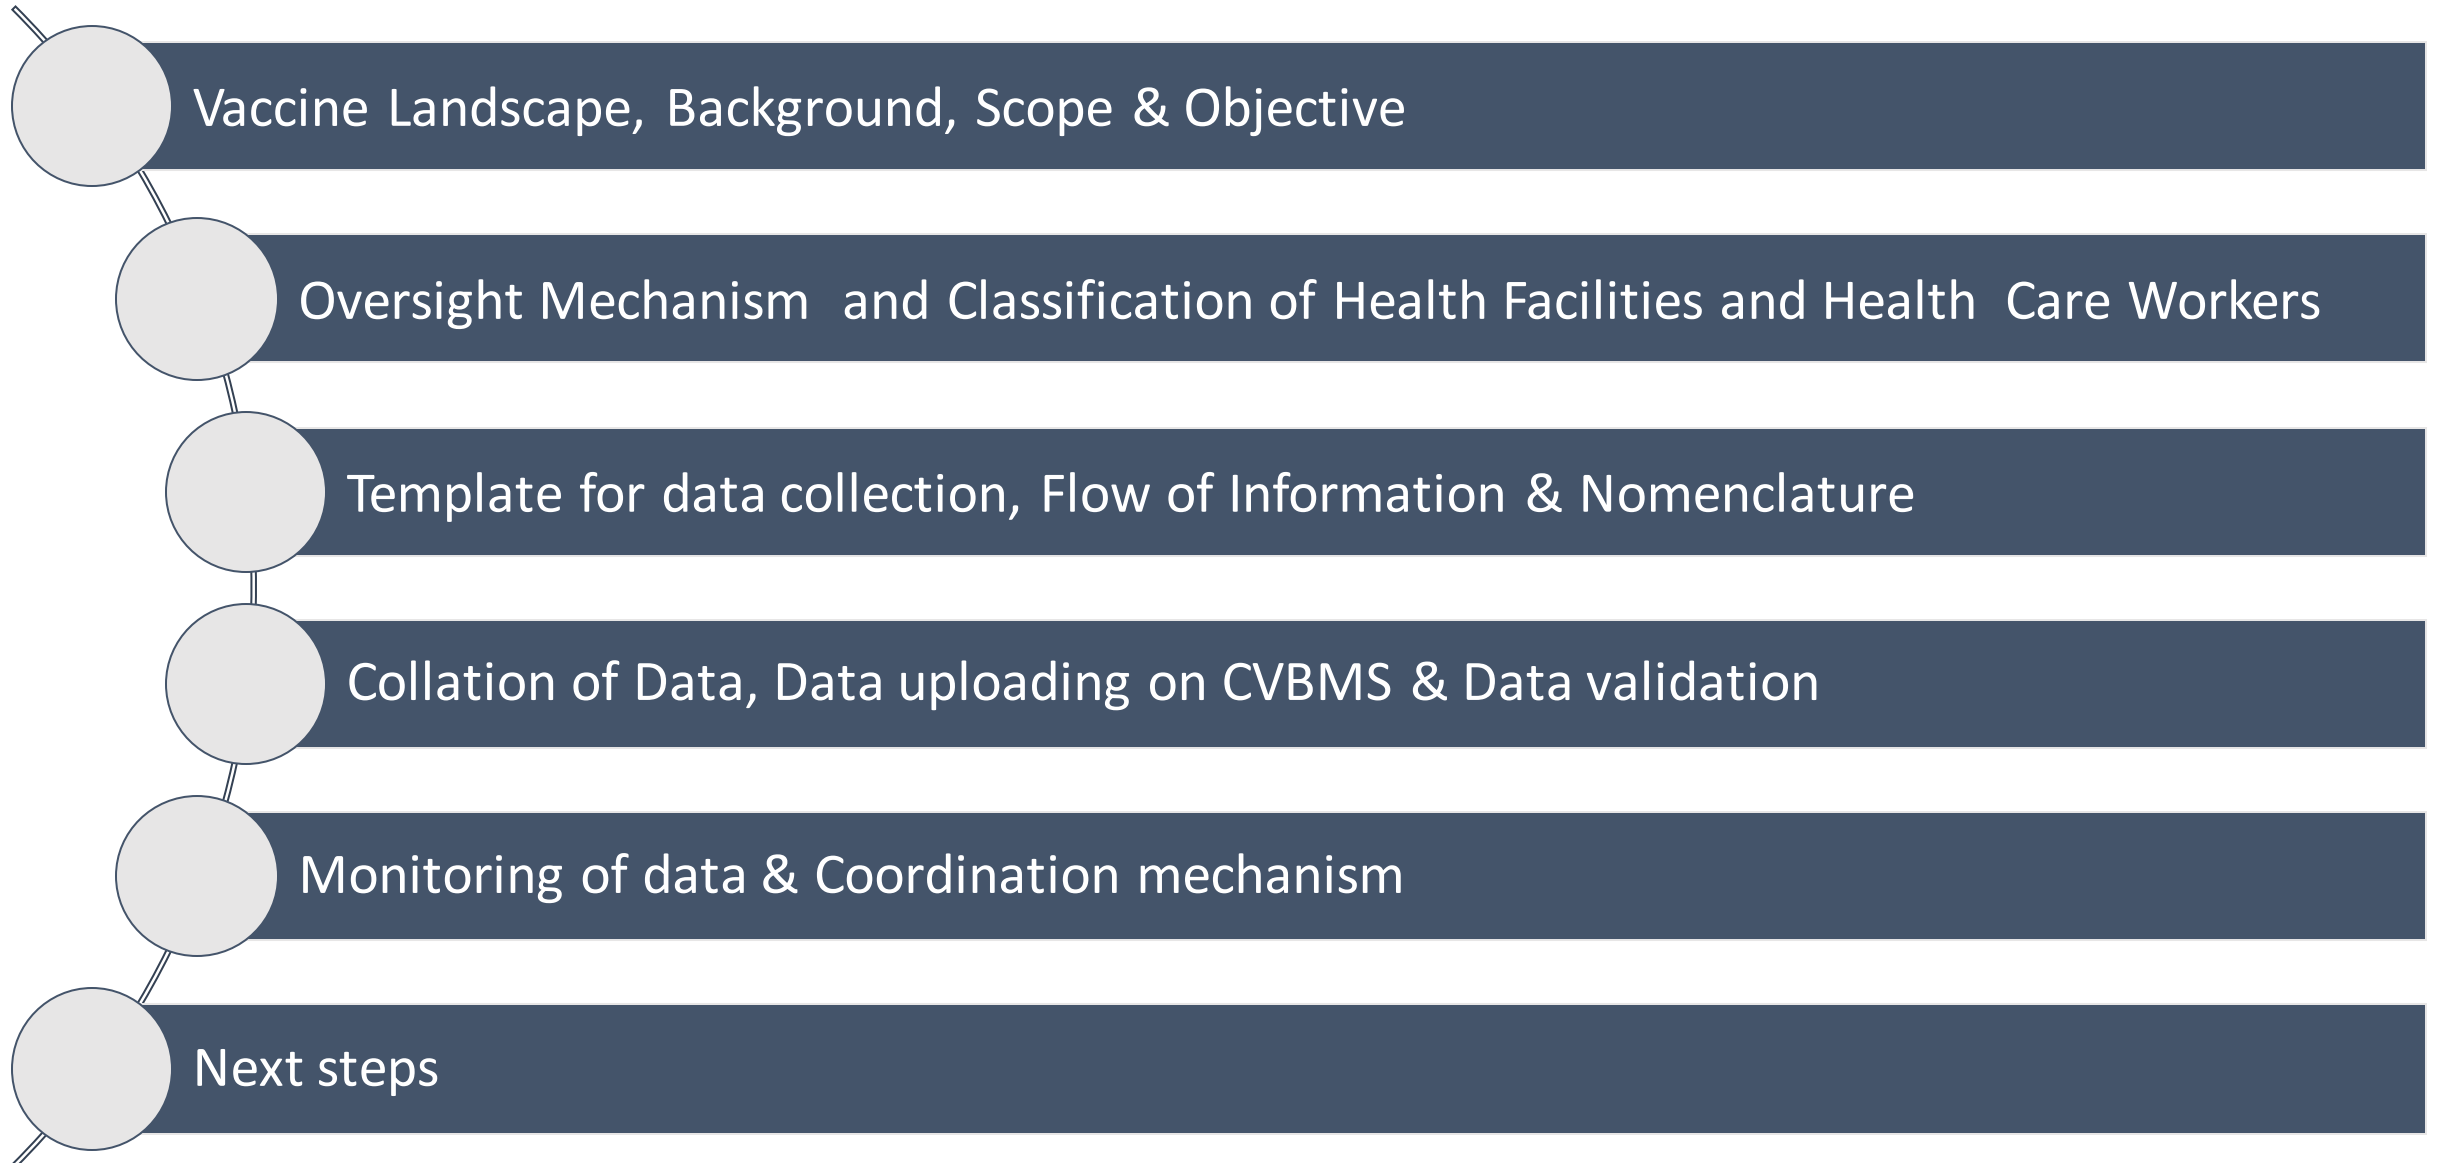 Vaccine Landscape, Background, Scope & Objective
Oversight Mechanism and Classification of Health Facilities and Health Care Workers
Template for data collection, Flow of Information & Nomenclature
Collation of Data, Data uploading on CVBMS & Data validation
Monitoring of data & Coordination mechanism
Next steps